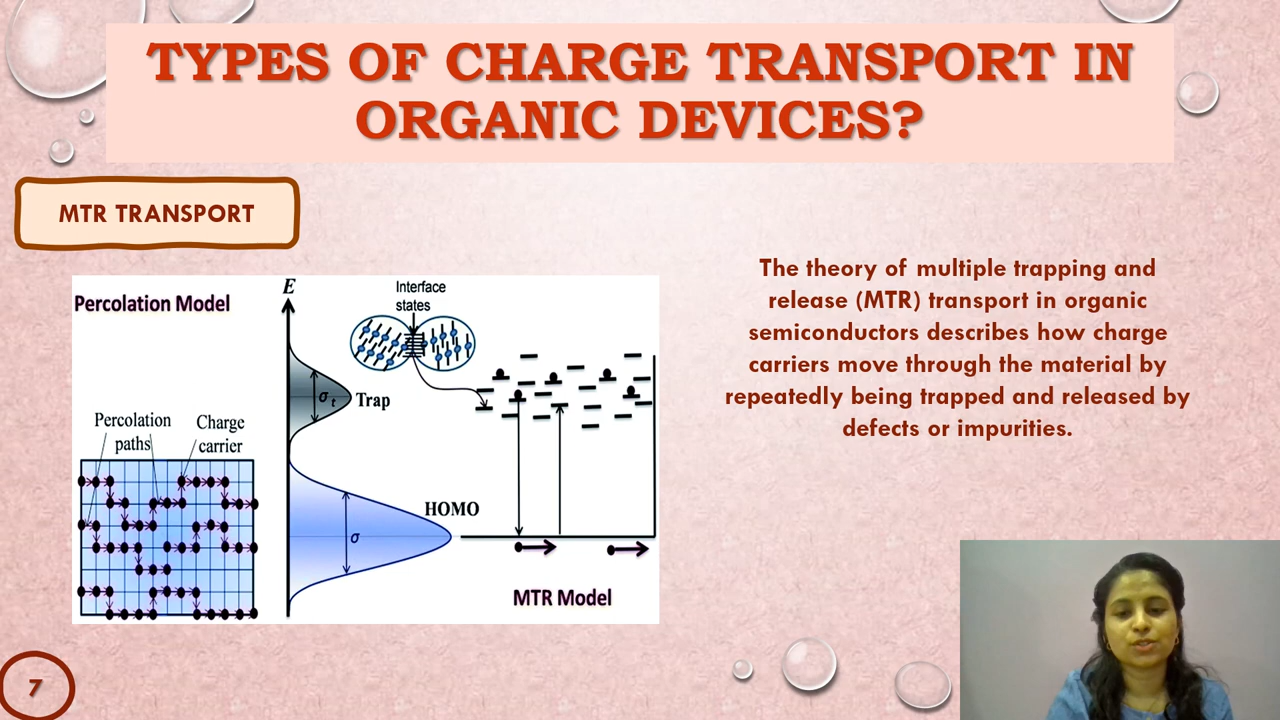 TYPES OF CHARGE TRANSPORT IN
ORGANIC DEVICES?
MTR TRANSPORT
Percolation Model
E
Interface
states
σt
Trap
Percolation
paths
Charge
carrier
HOMO
σ
MTR Model
The theory of multiple trapping and
release (MTR) transport in organic
semiconductors describes how charge
carriers move through the material by
repeatedly being trapped and released by
defects or impurities.
7